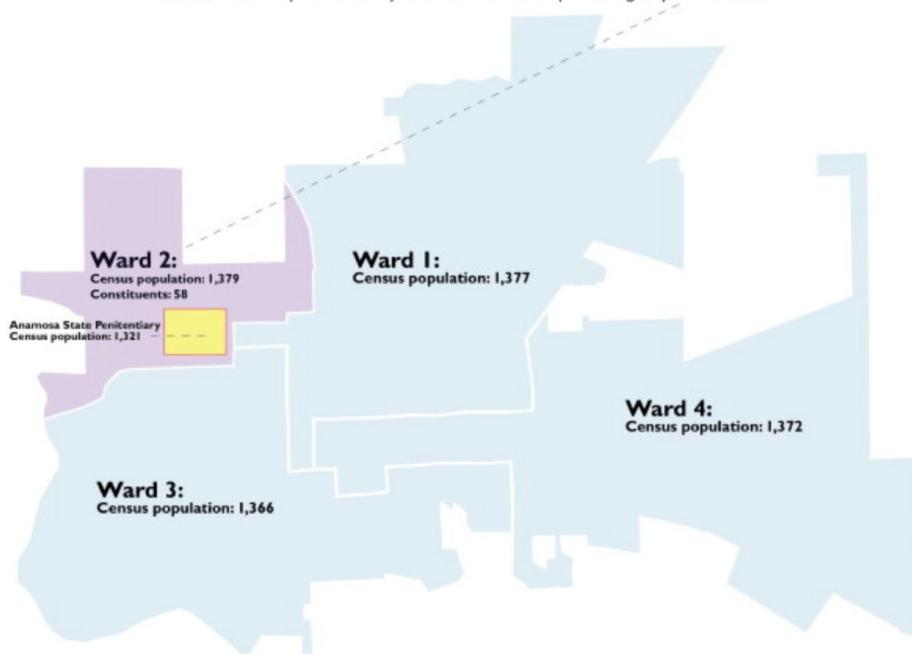 Ward 2:
Census population: 1,379
Constituents: 58
Anamosa State Penitentiary
Census population: 1,321
Ward 1:
Census population: 1,377
Ward 4:
Census population: 1,372
Ward 3:
Census population: 1,366